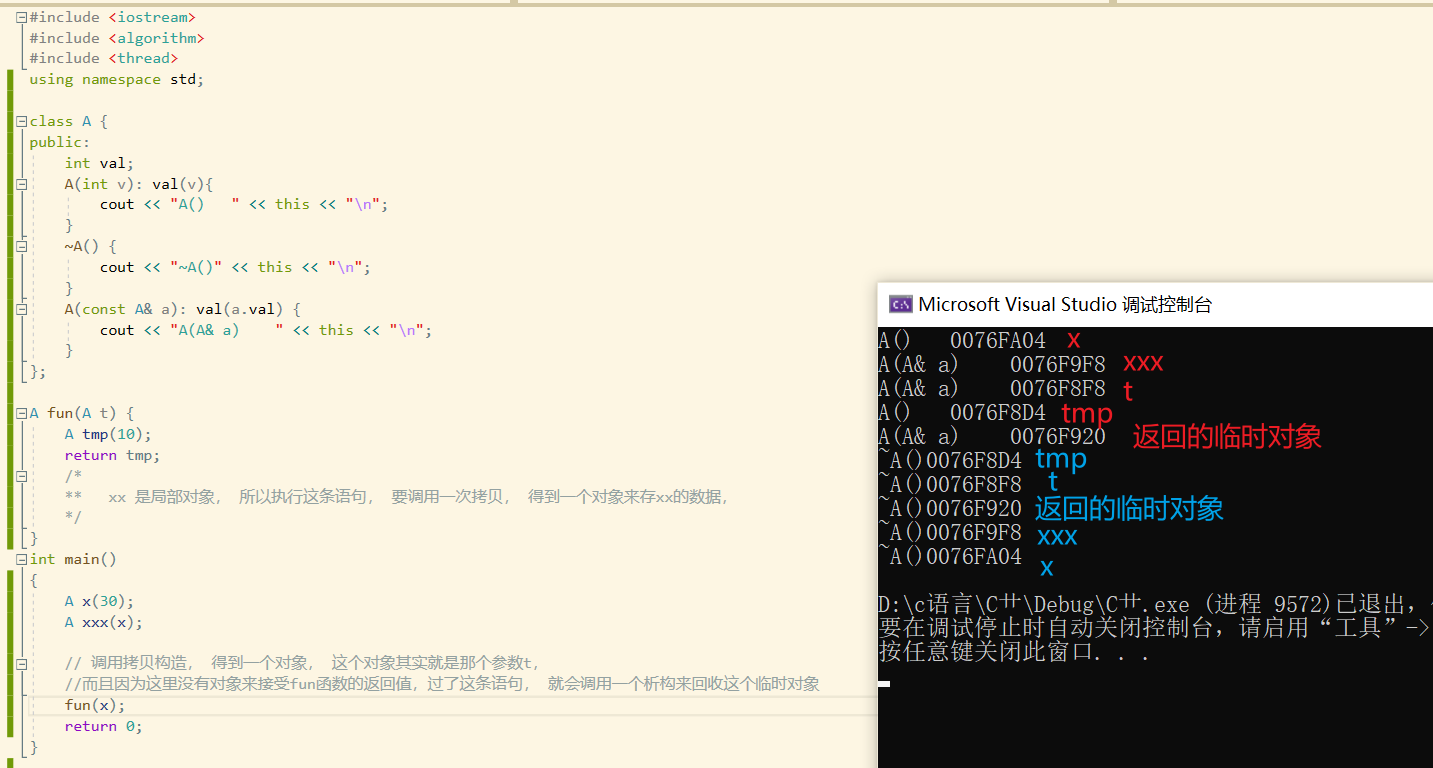 #include <iostream>
#include <algorithm>
#include <thread>
using namespace std;
class A {
public:
int val;
A(int v): val(v){
cout << "A()   " << this << "\n";
}
~A() {
cout << "~A()" << this << "\n";
}
A(const A& a): val(a.val) {
cout << "A(A& a)    " << this << "\n";
}
};
A fun(A t) {
A tmp(10);
return tmp;
/*
**   xx 是局部对象， 所以执行这条语句， 要调用一次拷贝， 得到一个对象来存xx的数据，
*/
}
int main()
{
A x(30);
A xxx(x);
// 调用拷贝构造， 得到一个对象， 这个对象其实就是那个参数t，
//而且因为这里没有对象来接受fun函数的返回值，过了这条语句， 就会调用一个析构来回收这个临时对象
fun(x);
return 0;
}
Microsoft Visual Studio 调试控制台
A()   0076FA04 x
A(A& a)    0076F9F8 xxx
A(A& a)    0076F8F8 t
A()   0076F8D4 tmp
A(A& a)    0076F920 返回的临时对象
~A()0076F8D4 tmp
~A()0076F8F8 t
~A()0076F920 返回的临时对象
~A()0076F9F8 xxx
~A()0076FA04 x
D:\c语言\C艹\Debug\C艹.exe (进程 9572)已退出，
要在调试停止时自动关闭控制台，请启用“工具”->
按任意键关闭此窗口. . .